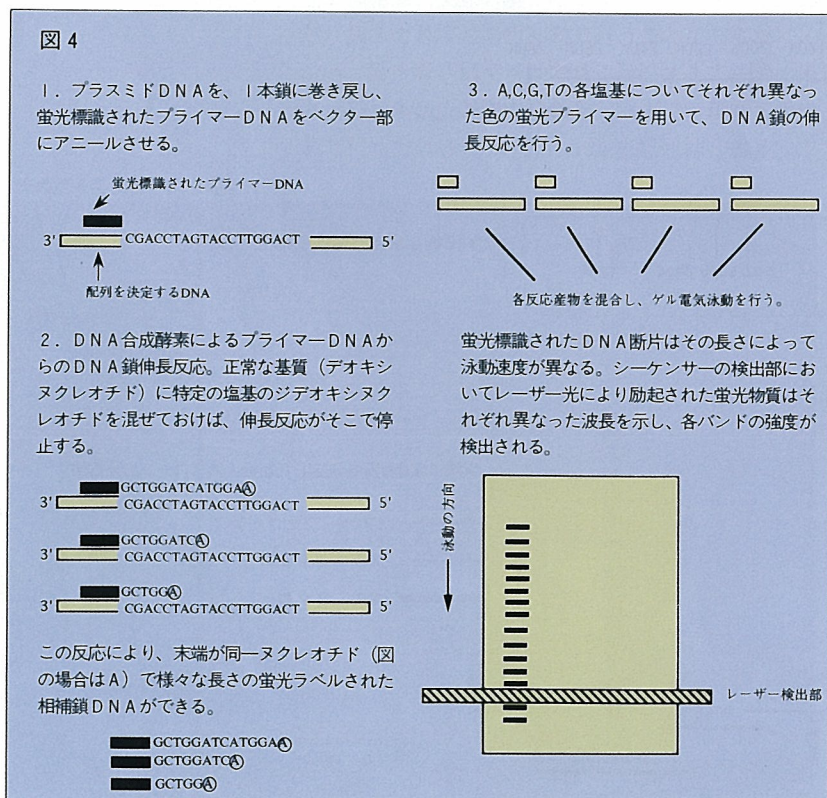 図4
1.プラスミドDNAを、1本鎖に巻き戻し、
蛍光標識されたプライマーDNAをベクター部
にアニールさせる。
蛍光標識されたプライマーDNA
3' CGACCTAGTACCTTGGACT 5'
配列を決定するDNA
2.DNA合成酵素によるプライマーDNAか
らのDNA鎖伸長反応。正常な基質(デオキシ
ヌクレオチド)に特定の塩基のジデオキシヌク
レオチドを混ぜておけば、伸長反応がそこで停
止する。
GCTGGATCATGGAⒶ
3' CGACCTAGTACCTTGGACT 5'
GCTGGATCⒶ
3' CGACCTAGTACCTTGGACT 5'
GCTGGⒶ
3' CGACCTAGTACCTTGGACT 5'
この反応により、末端が同一ヌクレオチド(図
の場合はA)で様々な長さの蛍光ラベルされた
相補鎖DNAができる。
GCTGGATCATGGAⒶ
GCTGGATCⒶ
GCTGGⒶ
3.A,C,G,Tの各塩基についてそれぞれ異なっ
た色の蛍光プライマーを用いて、DNA鎖の伸
長反応を行う。
各反応産物を混合し、ゲル電気泳動を行う。
蛍光標識されたDNA断片はその長さによって
泳動速度が異なる。シーケンサーの検出部にお
いてレーザー光により励起された蛍光物質はそ
れぞれ異なった波長を示し、各バンドの強度が
検出される。
泳動の方向
レーザー検出部